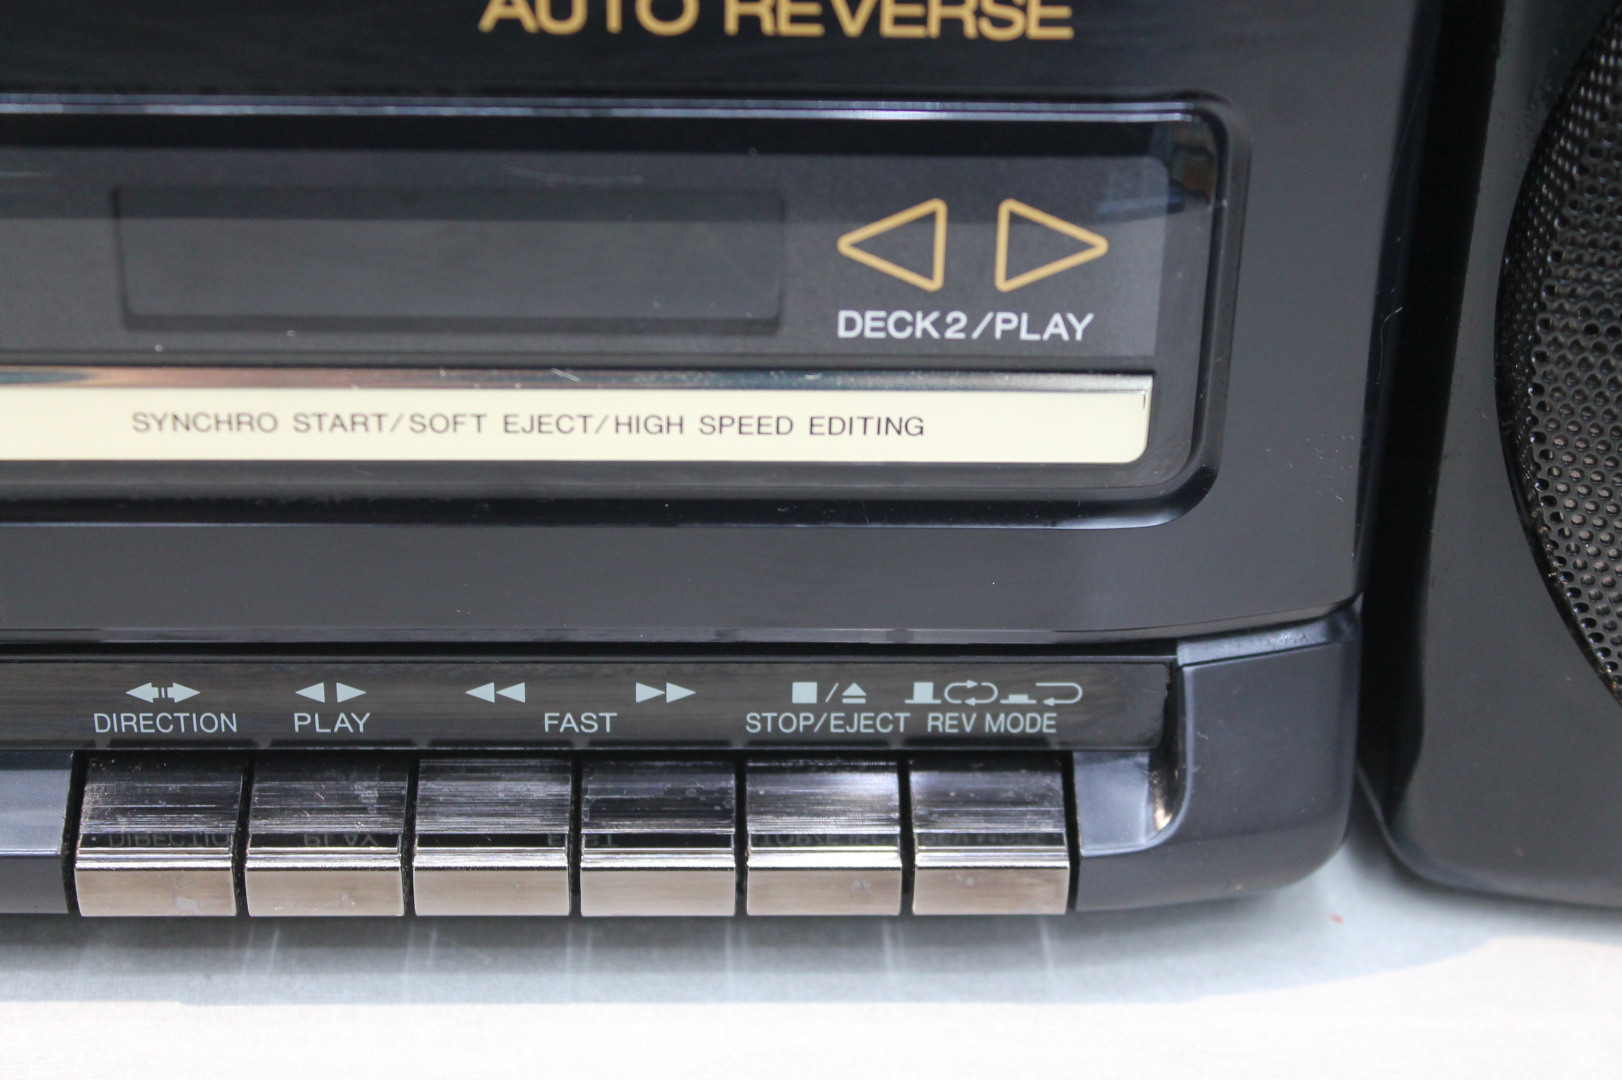 AUTO REVERSE
DECK2/PLAY
SYNCHRO START/SOFT EJECT/HIGH SPEED EDITING
DIRECTION PLAY FAST STOP/EJECT REV MODE